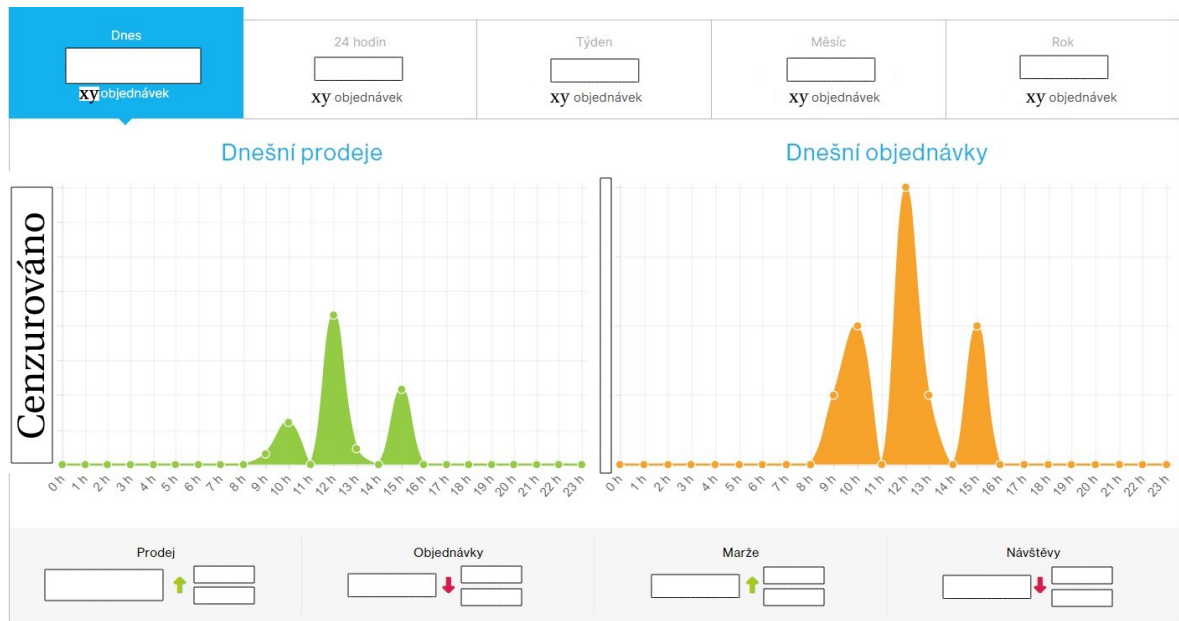 Dnes
xy objednávek
24 hodin
xy objednávek
Týden
xy objednávek
Měsíc
xy objednávek
Rok
xy objednávek
Dnešní prodeje
Dnešní objednávky
Cenzurováno
0 h 1 h 2 h 3 h 4 h 5 h 6 h 7 h 8 h 9 h 10 h 11 h 12 h 13 h 14 h 15 h 16 h 18 h 19 h 20 h 21 h 22 h 23 h
0 h 1 h 2 h 3 h 4 h 5 h 6 h 7 h 8 h 9 h 10 h 11 h 12 h 13 h 14 h 15 h 16 h 17 h 18 h 19 h 20 h 21 h 22 h 23 h
Prodej
Objednávky
Marže
Návštěvy